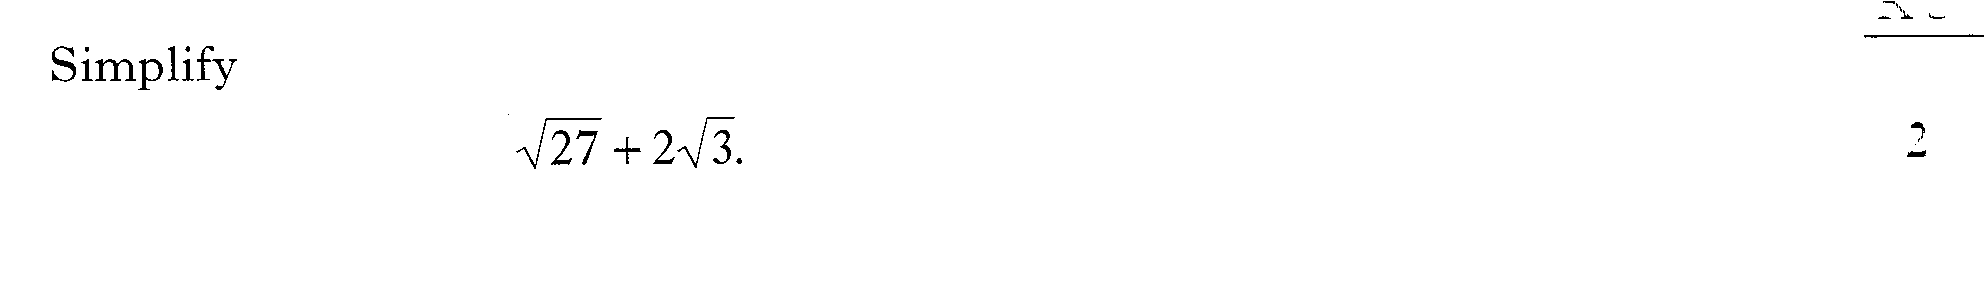 Simplify
√27 + 2√3.
2